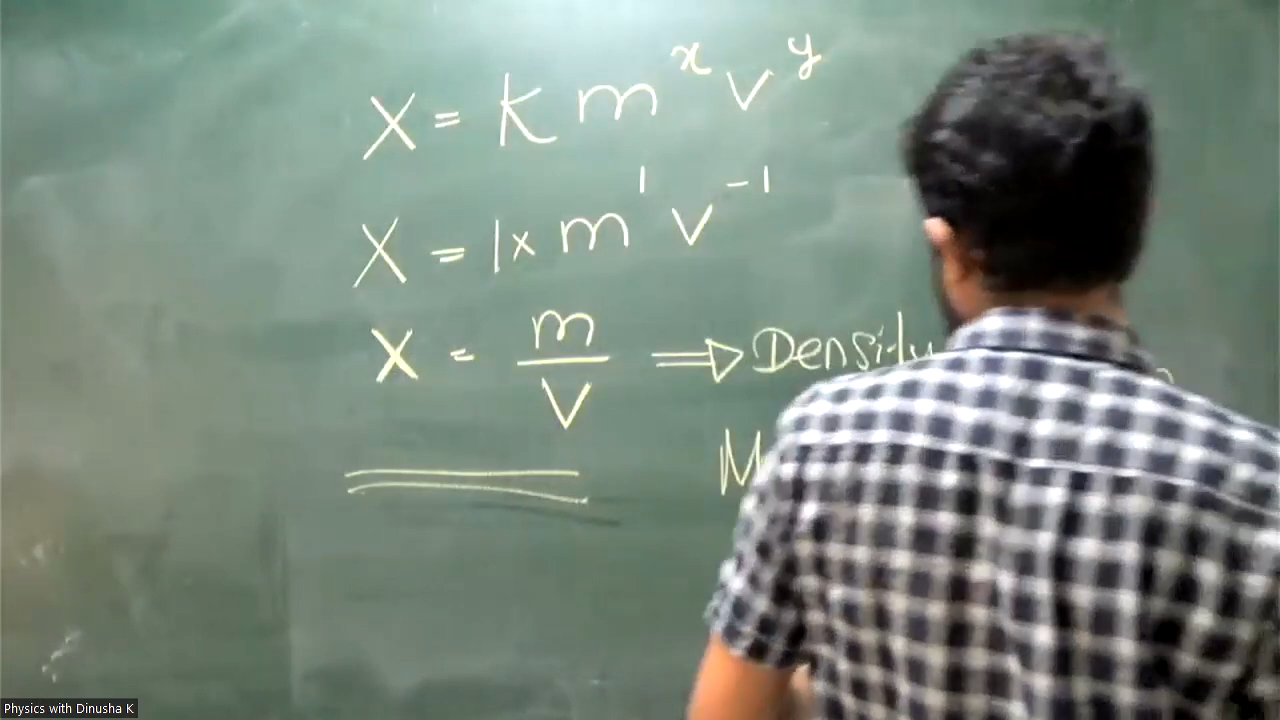 X = K m^x v^y
X = 1 x m^1 v^-1
X = m/V ⇒ Density
Physics with Dinusha K